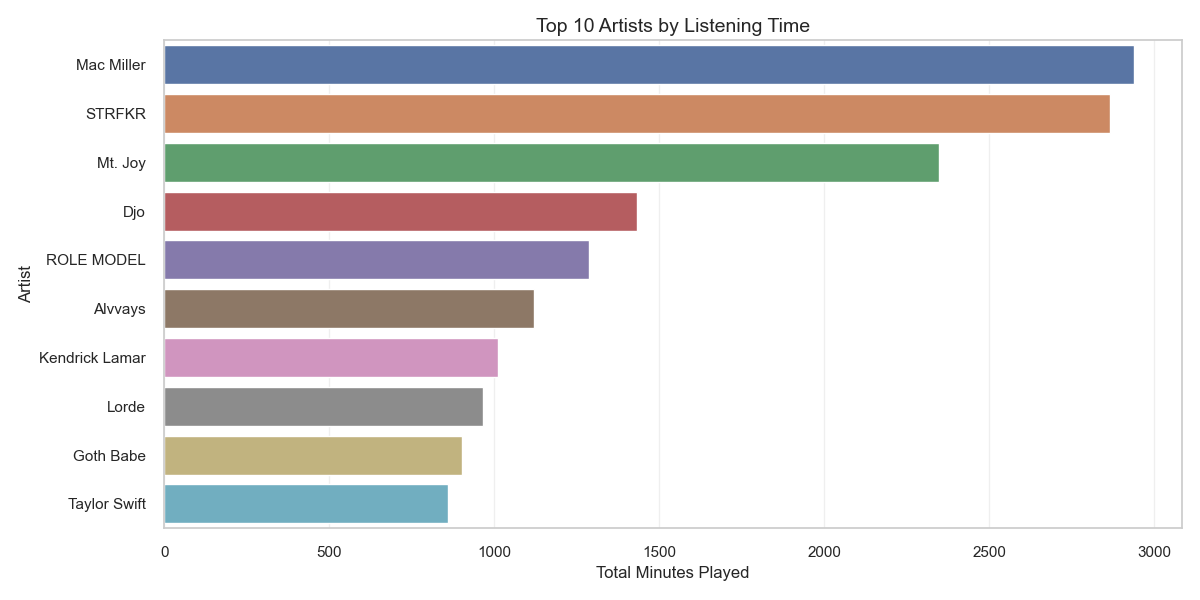 Top 10 Artists by Listening Time
Artist
Mac Miller
STRFKR
Mt. Joy
Djo
ROLE MODEL
Alvvays
Kendrick Lamar
Lorde
Goth Babe
Taylor Swift
0 500 1000 1500 2000 2500 3000
Total Minutes Played